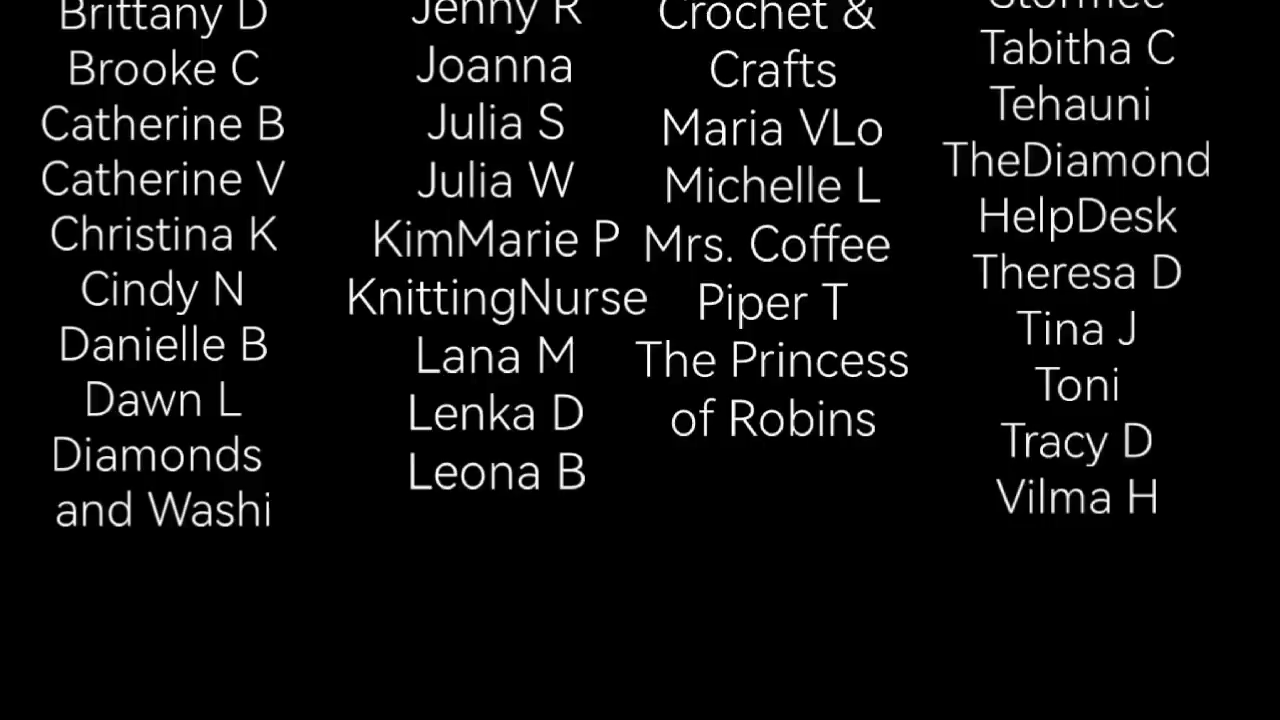 Brittany D
Brooke C
Catherine B
Catherine V
Christina K
Cindy N
Danielle B
Dawn L
Diamonds
and Washi
Jenny R
Joanna
Julia S
Julia W
KimMarie P
KnittingNurse
Lana M
Lenka D
Leona B
Crochet &
Crafts
Maria VLo
Michelle L
Mrs. Coffee
Piper T
The Princess
of Robins
Tabitha C
Tehauni
TheDiamond
HelpDesk
Theresa D
Tina J
Toni
Tracy D
Vilma H